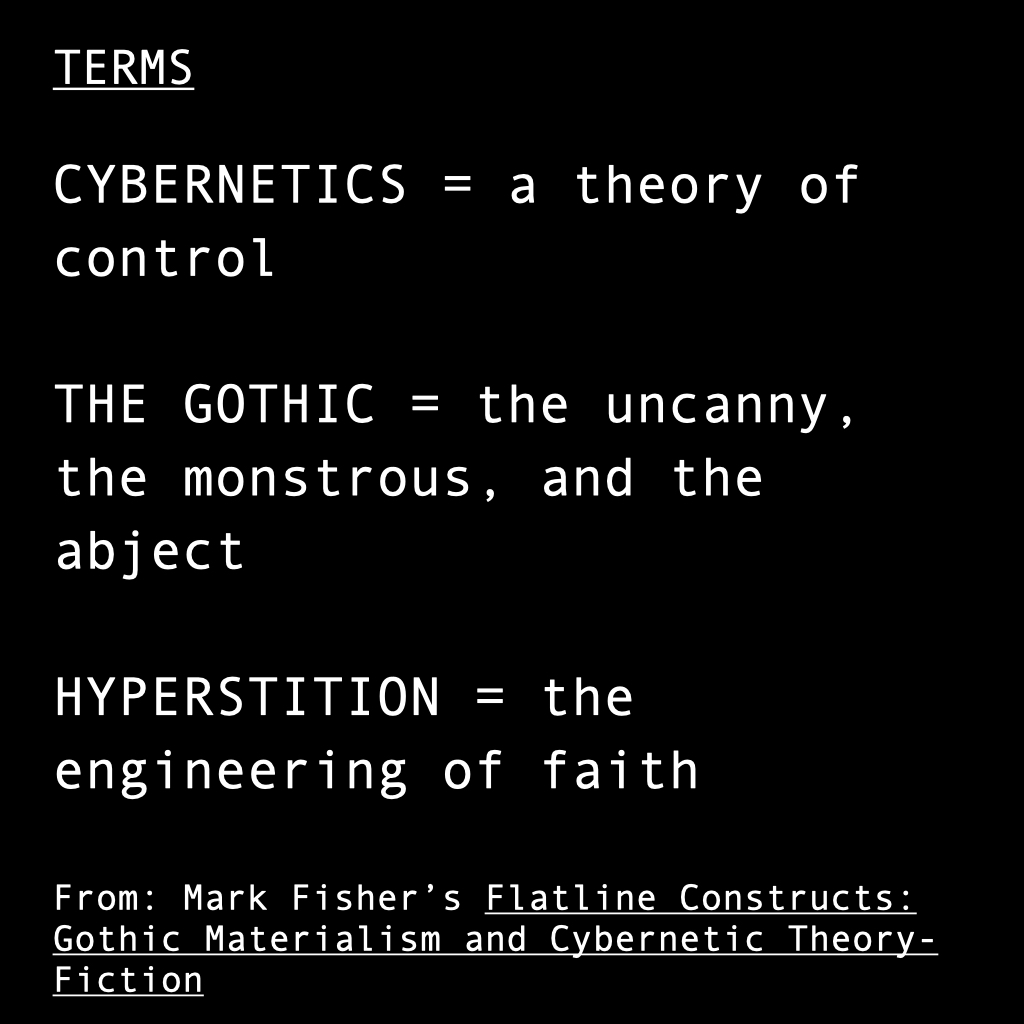 TERMS
CYBERNETICS = a theory of
control
THE GOTHIC = the uncanny,
the monstrous, and the
abject
HYPERSTITION = the
engineering of faith
From: Mark Fisher’s Flatline Constructs:
Gothic Materialism and Cybernetic Theory-
Fiction